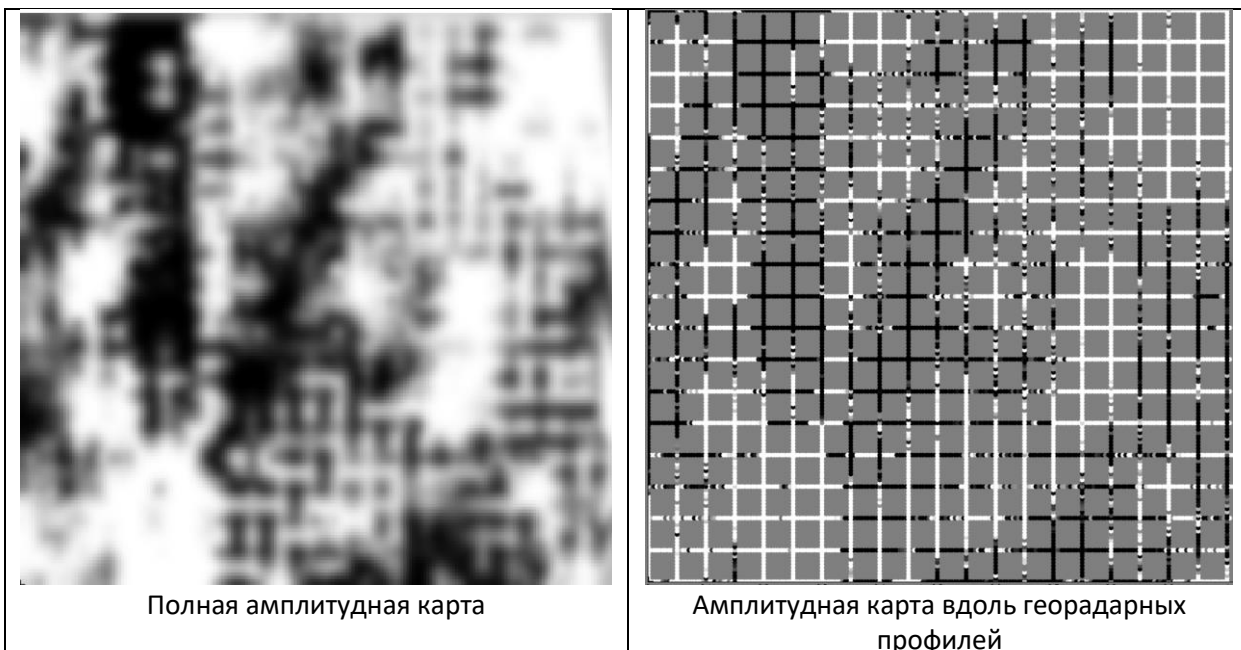 Полная амплитудная карта
Амплитудная карта вдоль георадарных
профилей